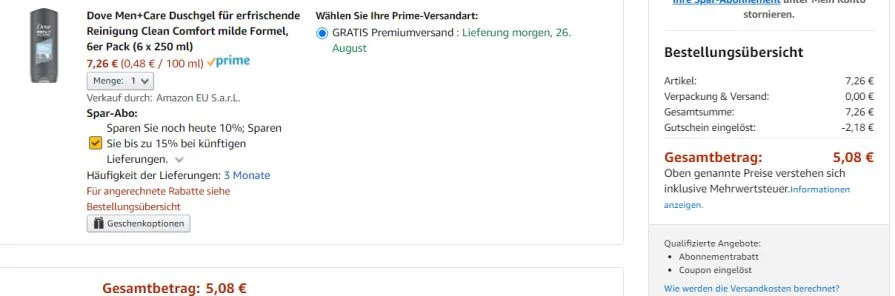 Dove Men+Care Duschgel für erfrischende
Reinigung Clean Comfort milde Formel,
6er Pack (6 x 250 ml)
7,26 € (0,48 € / 100 ml) prime
Menge: 1
Verkauf durch: Amazon EU S.a.r.L.
Spar-Abo:
Sparen Sie noch heute 10%; Sparen
Sie bis zu 15% bei künftigen
Lieferungen.
Häufigkeit der Lieferungen: 3 Monate
Für angerechnete Rabatte siehe
Bestellungsübersicht
Geschenkoptionen
Wählen Sie Ihre Prime-Versandart:
GRATIS Premiumversand : Lieferung morgen, 26.
August
Gesamtbetrag: 5,08 €
Ihre Spar-Abonnement unter Mein Konto
stornieren.
Bestellungsübersicht
Artikel: 7,26 €
Verpackung & Versand: 0,00 €
Gesamtsumme: 7,26 €
Gutschein eingelöst: -2,18 €
Gesamtbetrag: 5,08 €
Oben genannte Preise verstehen sich
inklusive Mehrwertsteuer.Informationen
anzeigen.
Qualifizierte Angebote:
• Abonnementrabatt
• Coupon eingelöst
Wie werden die Versandkosten berechnet?